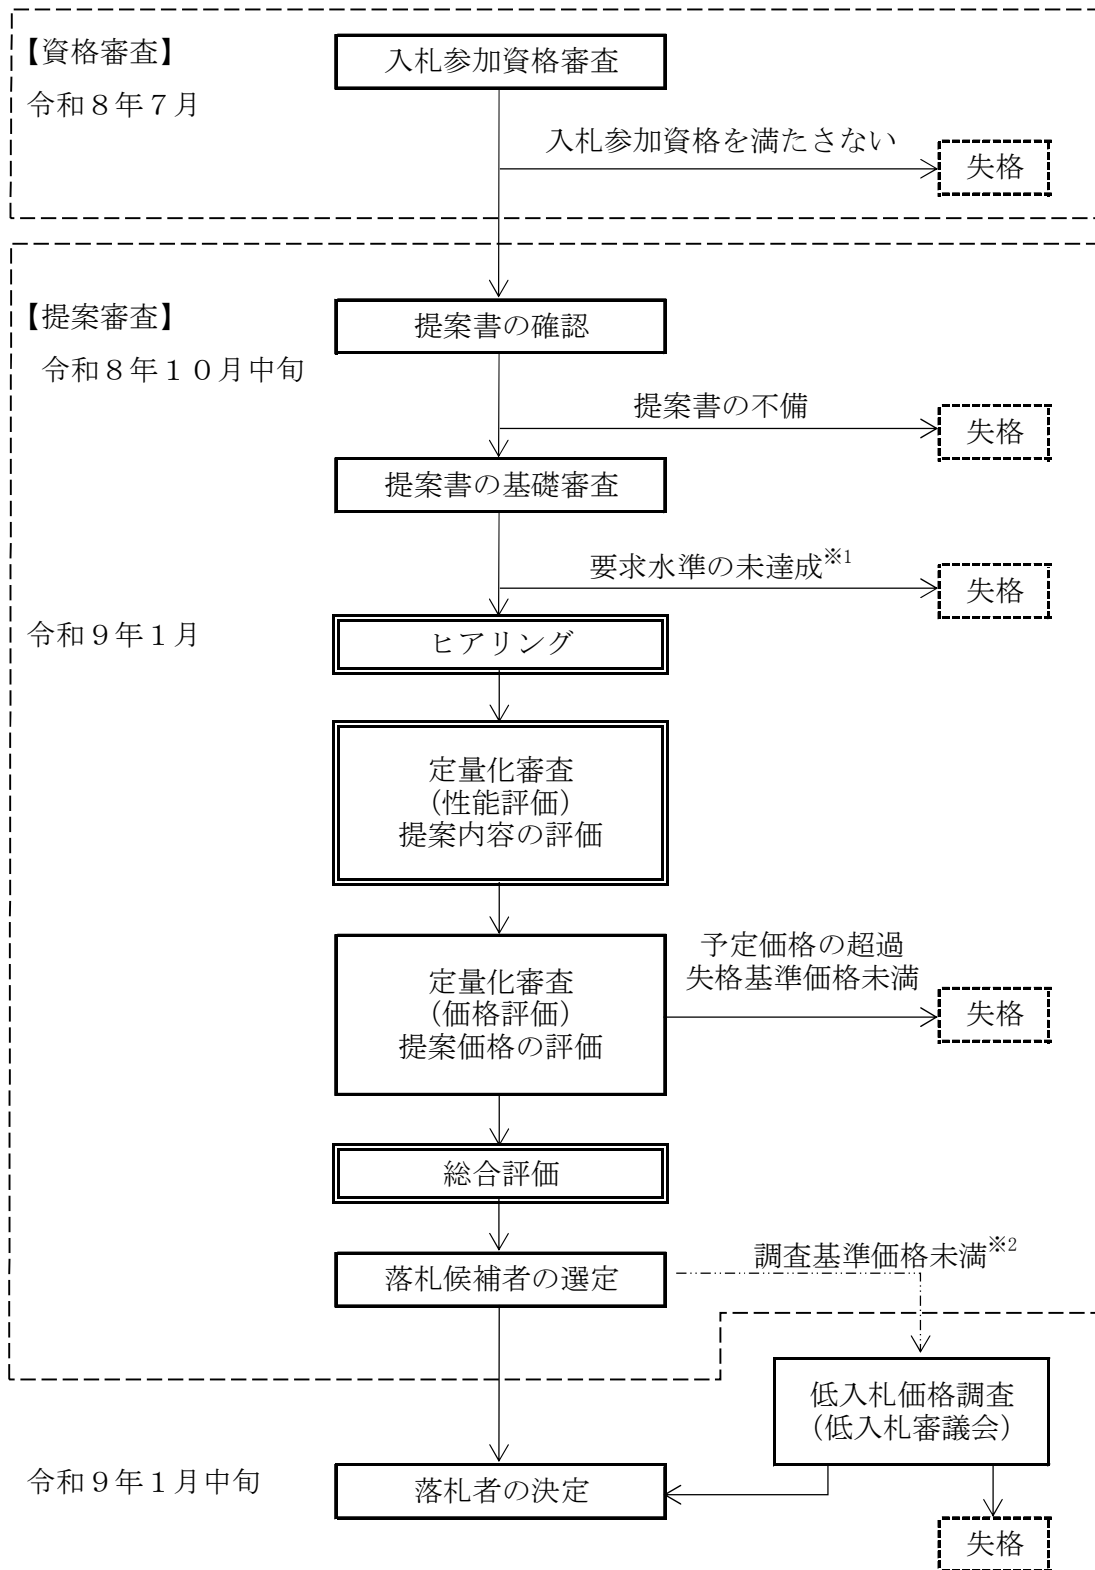 【資格審査】
入札参加資格審査
令和８年７月
入札参加資格を満たさない
失格
【提案審査】
提案書の確認
令和８年１０月中旬
提案書の不備
失格
提案書の基礎審査
要求水準の未達成※1
失格
令和９年１月
ヒアリング
定量化審査
（性能評価）
提案内容の評価
予定価格の超過
失格基準価格未満
定量化審査
（価格評価）
提案価格の評価
失格
総合評価
調査基準価格未満※2
落札候補者の選定
低入札価格調査
（低入札審議会）
令和９年１月中旬
落札者の決定
失格